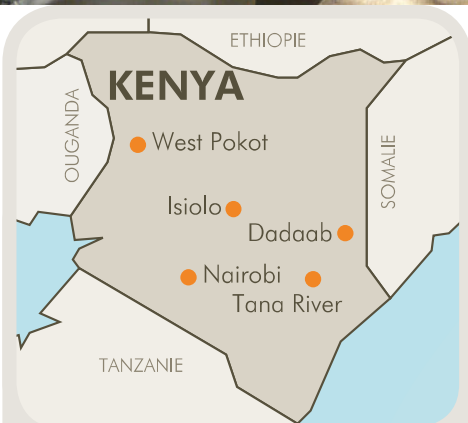 ETHIOPIE
KENYA
OUGANDA
West Pokot
SOMALIE
Isiolo
Dadaab
Nairobi
Tana River
TANZANIE